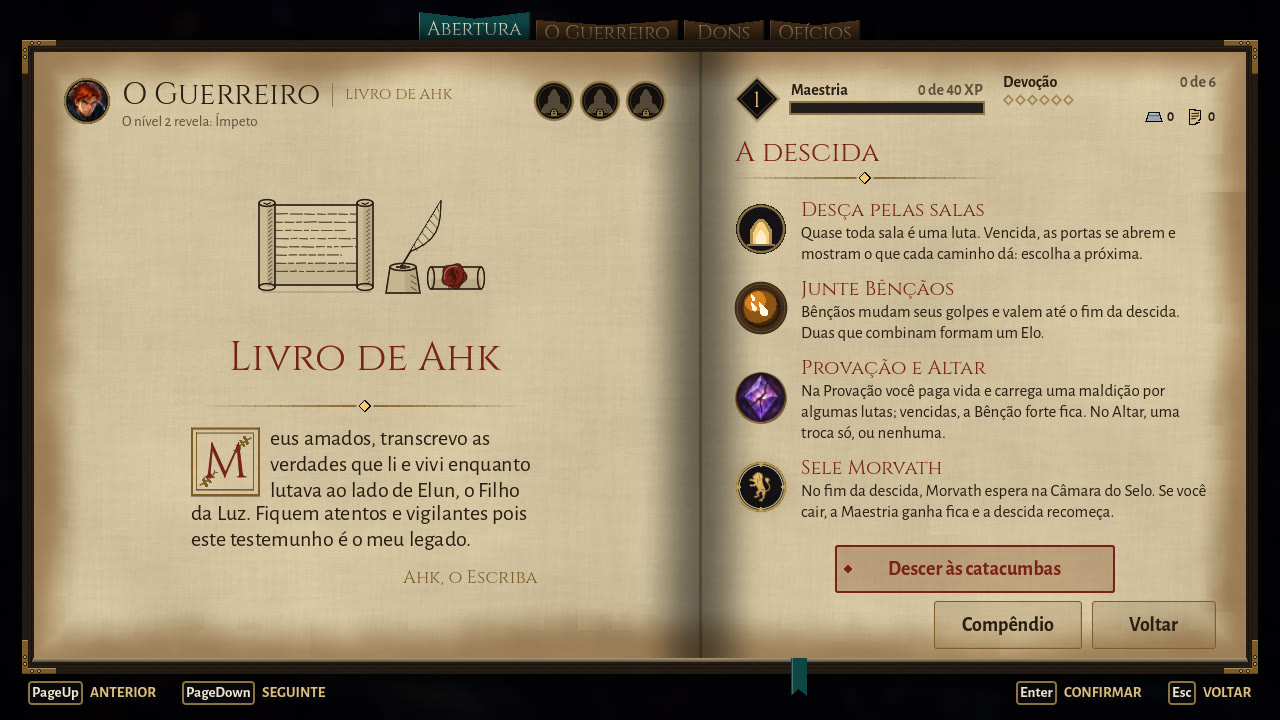 Abertura
O Guerreiro
Dons
Ofícios
O Guerreiro
Livro de Ahk
O nível 2 revela: Ímpeto
Livro de Ahk
Meus amados, transcrevo as
verdades que li e vivi enquanto
lutava ao lado de Elun, o Filho
da Luz. Fiquem atentos e vigilantes pois
este testemunho é o meu legado.
Ahk, o Escriba
1
Maestria
0 de 40 XP
Devoção
0 de 6
0
0
A descida
Desça pelas salas
Quase toda sala é uma luta. Vencida, as portas se abrem e
mostram o que cada caminho dá: escolha a próxima.
Junte Bênçãos
Bênçãos mudam seus golpes e valem até o fim da descida.
Duas que combinam formam um Elo.
Provação e Altar
Na Provação você paga vida e carrega uma maldição por
algumas lutas; vencidas, a Bênção forte fica. No Altar, uma
troca só, ou nenhuma.
Sele Morvath
No fim da descida, Morvath espera na Câmara do Selo. Se você
cair, a Maestria ganha fica e a descida recomeça.
Descer às catacumbas
Compêndio
Voltar
PageUp ANTERIOR
PageDown SEGUINTE
Enter CONFIRMAR
Esc VOLTAR